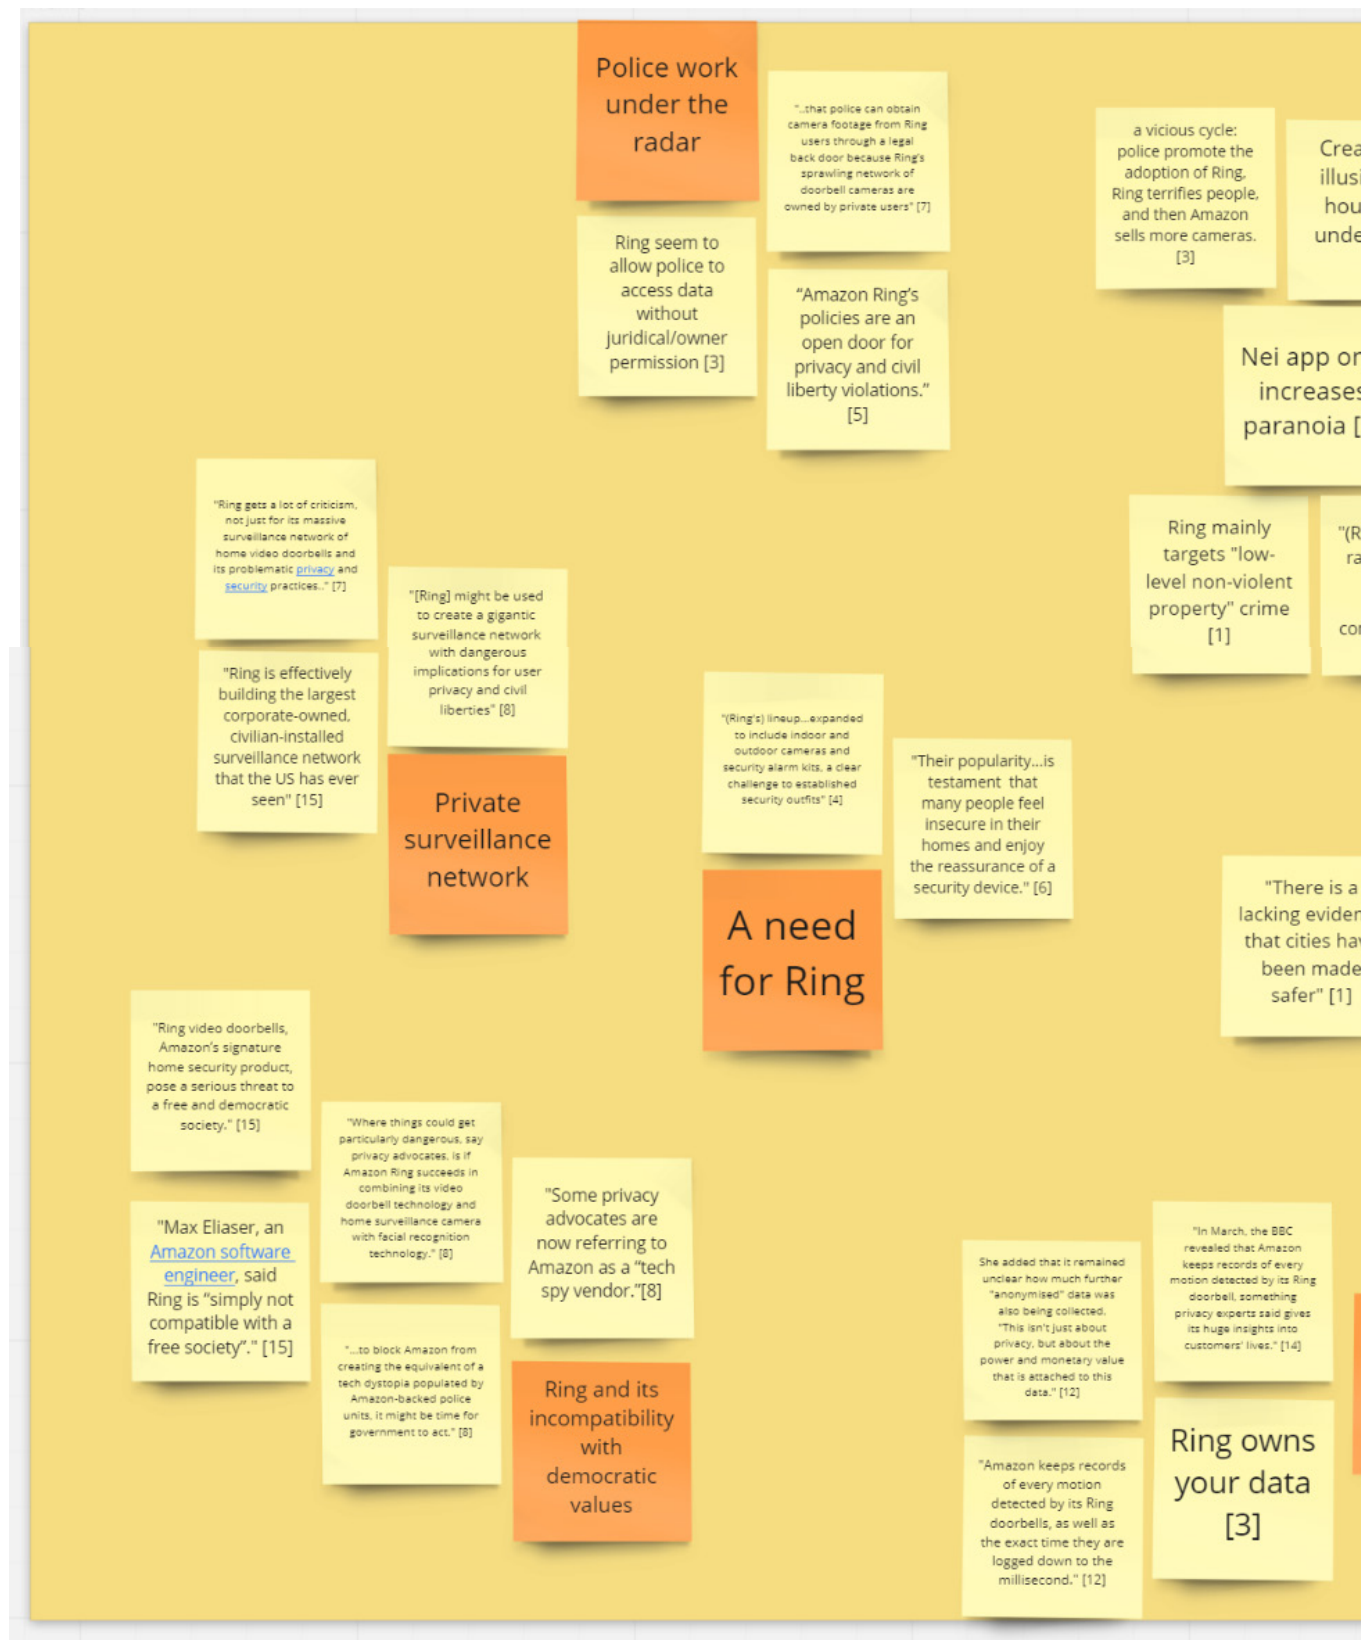 Police work
under the
radar
"..that police can obtain
camera footage from Ring
users through a legal
back door because Ring's
sprawling network of
doorbell cameras are
owned by private users" [7]
Ring seem to
allow police to
access data
without
juridical/owner
permission [3]
“Amazon Ring’s
policies are an
open door for
privacy and civil
liberty violations.”
[5]
a vicious cycle:
police promote the
adoption of Ring,
Ring terrifies people,
and then Amazon
sells more cameras.
[3]
Nei app
increases
paranoia [
Ring mainly
targets "low-
level non-violent
property" crime
[1]
"Ring gets a lot of criticism,
not just for its massive
surveillance network of
home video doorbells and
its problematic privacy and
security practices.." [7]
"[Ring] might be used
to create a gigantic
surveillance network
with dangerous
implications for user
privacy and civil
liberties" [8]
"Ring is effectively
building the largest
corporate-owned,
civilian-installed
surveillance network
that the US has ever
seen" [15]
Private
surveillance
network
"(Ring's) lineup...expanded
to include indoor and
outdoor cameras and
security alarm kits, a clear
challenge to established
security outfits" [4]
"Their popularity...is
testament that
many people feel
insecure in their
homes and enjoy
the reassurance of a
security device." [6]
A need
for Ring
"There is a
lacking
that cities
been made
safer" [1]
"Ring video doorbells,
Amazon’s signature
home security product,
pose a serious threat to
a free and democratic
society." [15]
"Where things could get
particularly dangerous, say
privacy advocates, is if
Amazon Ring succeeds in
combining its video
doorbell technology and
home surveillance camera
with facial recognition
technology." [8]
"Some privacy
advocates are
now referring to
Amazon as a “tech
spy vendor."[8]
"Max Eliaser, an
Amazon software
engineer, said
Ring is “simply not
compatible with a
free society”." [15]
"...to block Amazon from
creating the equivalent of a
tech dystopia populated by
Amazon-backed police
units, it might be time for
government to act." [8]
Ring and its
incompatibility
with
democratic
values
She added that it remained
unclear how much further
"anonymised" data was
also being collected.
"This isn't just about
privacy, but about the
power and monetary value
that is attached to this
data." [12]
"In March, the BBC
revealed that Amazon
keeps records of every
motion detected by its Ring
doorbell, something
privacy experts said gives
its huge insights into
customers' lives." [14]
"Amazon keeps records
of every motion
detected by its Ring
doorbells, as well as
the exact time they are
logged down to the
millisecond." [12]
Ring owns
your data
[3]